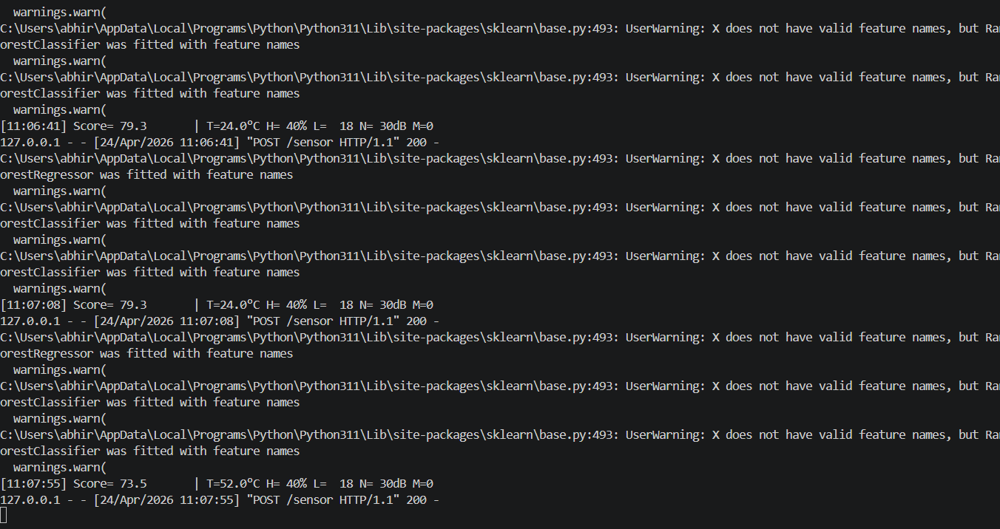 warnings.warn(
C:\Users\abhir\AppData\Local\Programs\Python\Python311\Lib\site-packages\sklearn\base.py:493: UserWarning: X does not have valid feature names, but Ra
orestClassifier was fitted with feature names
warnings.warn(
C:\Users\abhir\AppData\Local\Programs\Python\Python311\Lib\site-packages\sklearn\base.py:493: UserWarning: X does not have valid feature names, but Ra
orestClassifier was fitted with feature names
warnings.warn(
[11:06:41] Score= 79.3       | T=24.0°C H= 40% L=  18 N= 30dB M=0
127.0.0.1 - - [24/Apr/2026 11:06:41] "POST /sensor HTTP/1.1" 200 -
C:\Users\abhir\AppData\Local\Programs\Python\Python311\Lib\site-packages\sklearn\base.py:493: UserWarning: X does not have valid feature names, but Ra
orestRegressor was fitted with feature names
warnings.warn(
C:\Users\abhir\AppData\Local\Programs\Python\Python311\Lib\site-packages\sklearn\base.py:493: UserWarning: X does not have valid feature names, but Ra
orestClassifier was fitted with feature names
warnings.warn(
C:\Users\abhir\AppData\Local\Programs\Python\Python311\Lib\site-packages\sklearn\base.py:493: UserWarning: X does not have valid feature names, but Ra
orestClassifier was fitted with feature names
warnings.warn(
[11:07:08] Score= 79.3       | T=24.0°C H= 40% L=  18 N= 30dB M=0
127.0.0.1 - - [24/Apr/2026 11:07:08] "POST /sensor HTTP/1.1" 200 -
C:\Users\abhir\AppData\Local\Programs\Python\Python311\Lib\site-packages\sklearn\base.py:493: UserWarning: X does not have valid feature names, but Ra
orestRegressor was fitted with feature names
warnings.warn(
C:\Users\abhir\AppData\Local\Programs\Python\Python311\Lib\site-packages\sklearn\base.py:493: UserWarning: X does not have valid feature names, but Ra
orestClassifier was fitted with feature names
warnings.warn(
C:\Users\abhir\AppData\Local\Programs\Python\Python311\Lib\site-packages\sklearn\base.py:493: UserWarning: X does not have valid feature names, but Ra
orestClassifier was fitted with feature names
warnings.warn(
[11:07:55] Score= 73.5       | T=52.0°C H= 40% L=  18 N= 30dB M=0
127.0.0.1 - - [24/Apr/2026 11:07:55] "POST /sensor HTTP/1.1" 200 -